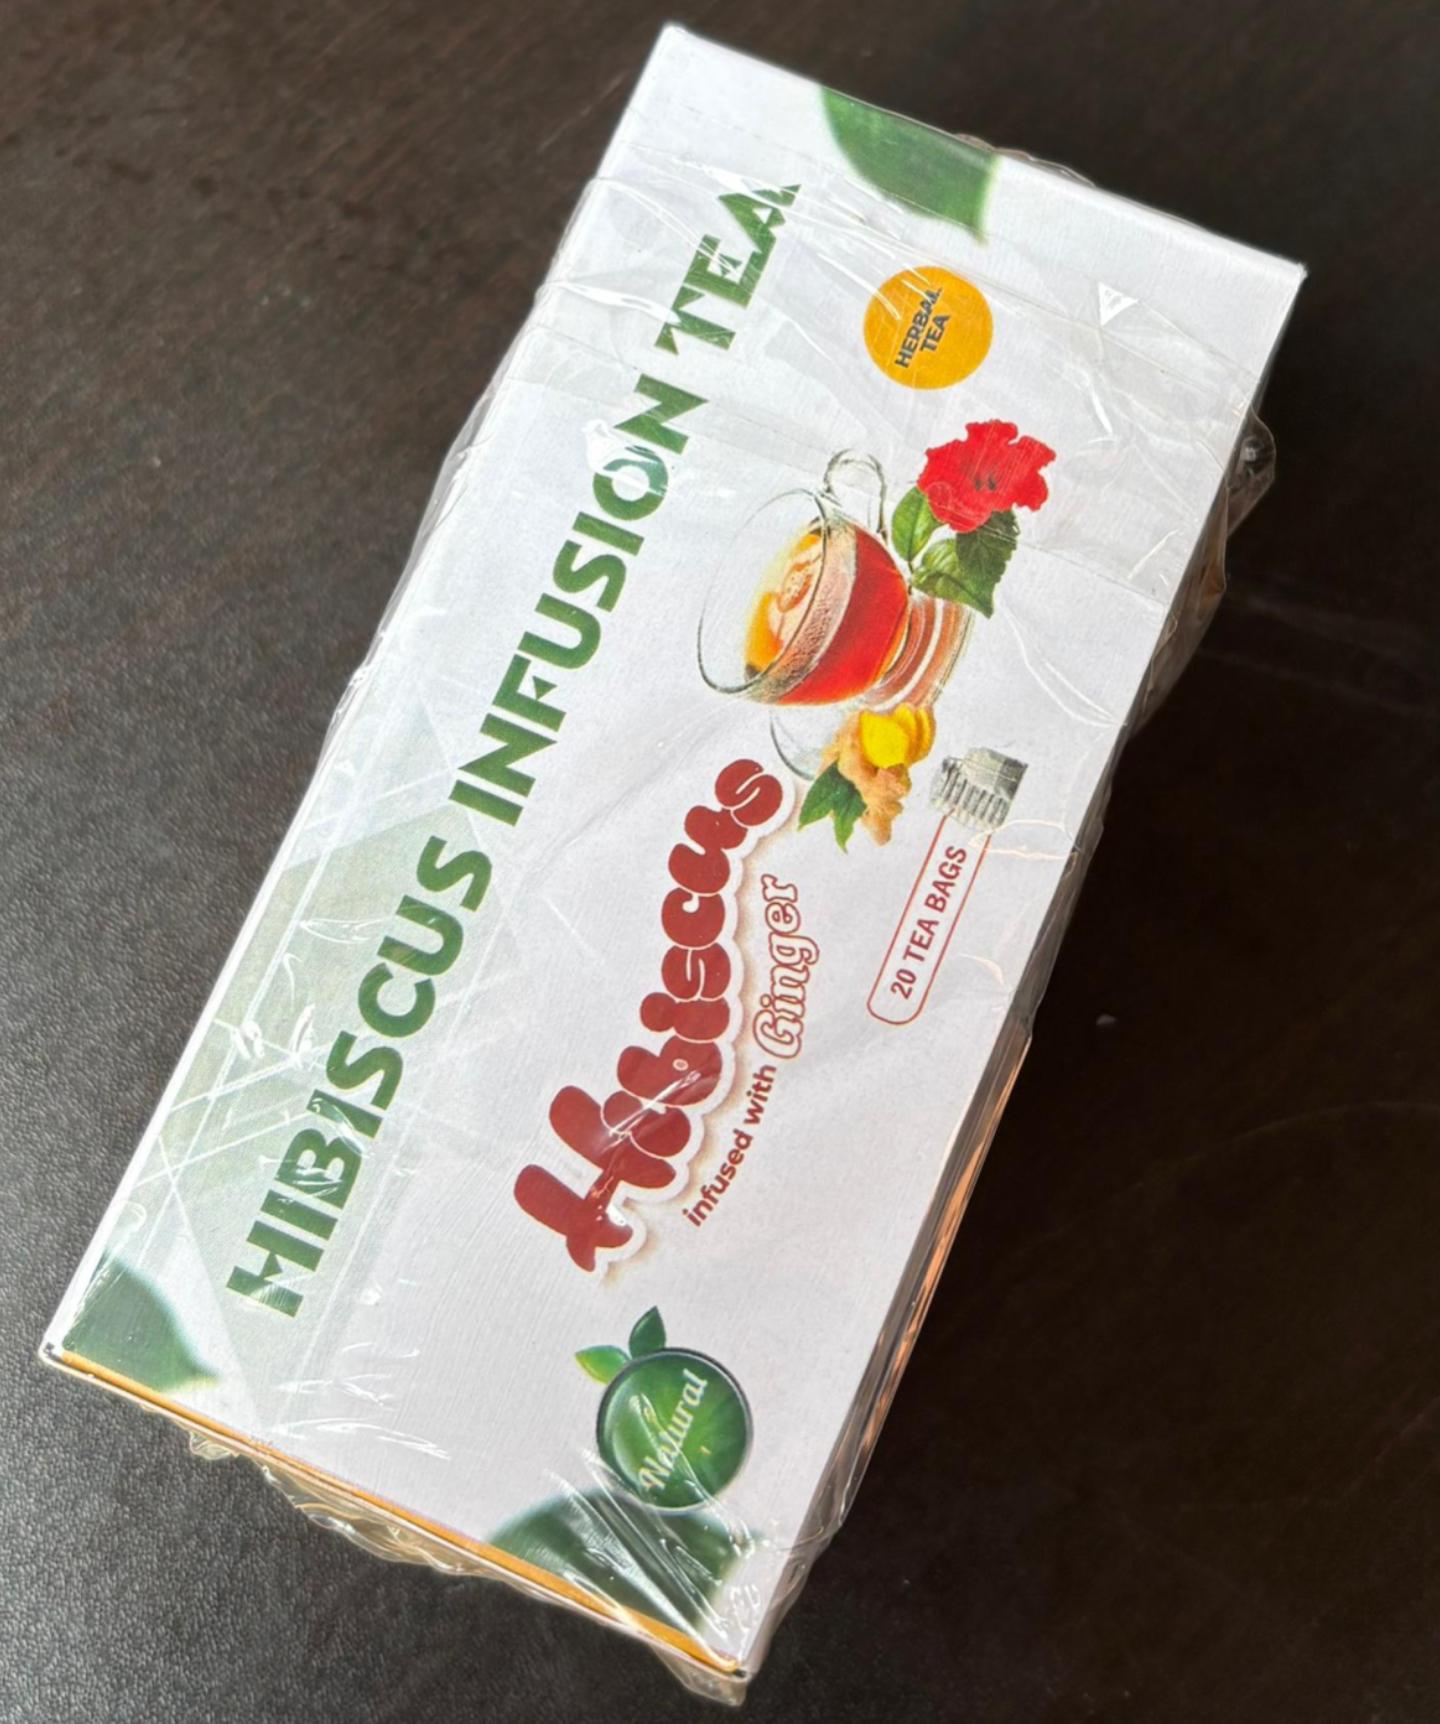 HIBISCUS INFUSION TEA
HERBAL
TEA
Hibiscus
infused with Ginger
20 TEA BAGS
Natural